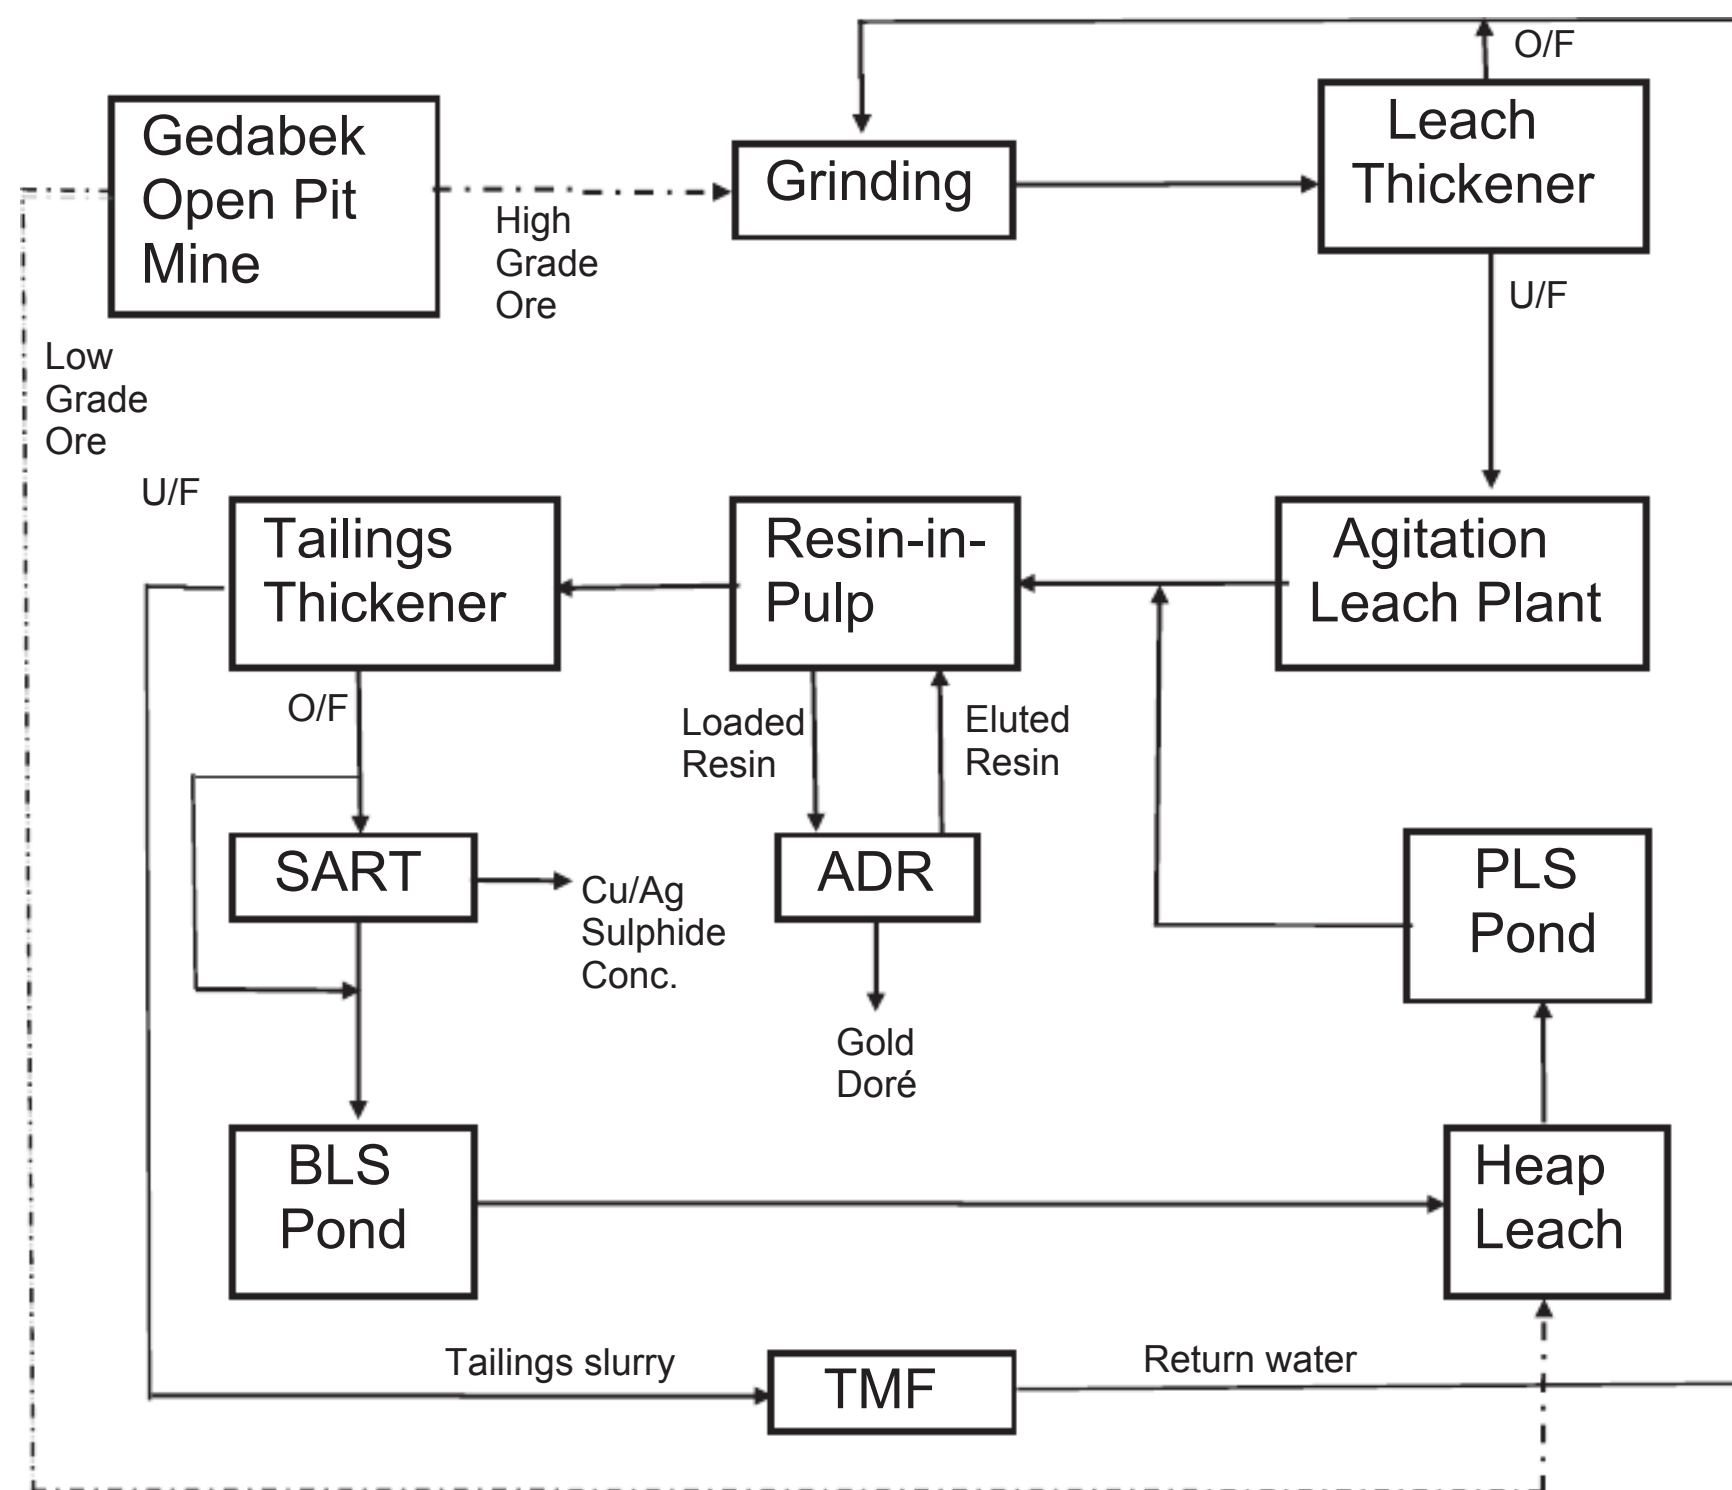 O/F
Gedabek
Open Pit
Mine
Grinding
Leach
Thickener
High
Grade
Ore
U/F
Low
Grade
Ore
U/F
Tailings
Thickener
Resin-in-
Pulp
Agitation
Leach Plant
O/F
Loaded
Resin
Eluted
Resin
SART
Cu/Ag
Sulphide
Conc.
ADR
PLS
Pond
Gold
Doré
BLS
Pond
Heap
Leach
Tailings slurry
TMF
Return water